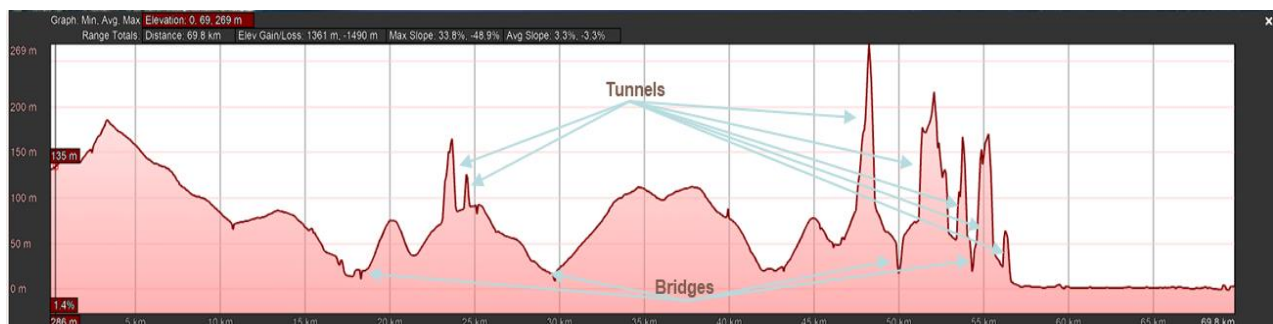 Graph: Min, Avg, Max Elevation: 0, 69, 269 m
x
Range Totals: Distance: 69.8 km Elev Gain/Loss: 1361 m, -1490 m Max Slope: 33.8%, -48.9% Avg Slope: 3.3%, -3.3%
269 m
Tunnels
200 m
150 m
135 m
100 m
50 m
Bridges
0 m
1.4%
286 m 5 km 10 km 15 km 20 km 25 km 30 km 35 km 40 km 45 km 50 km 55 km 60 km 65 km 69.8 km